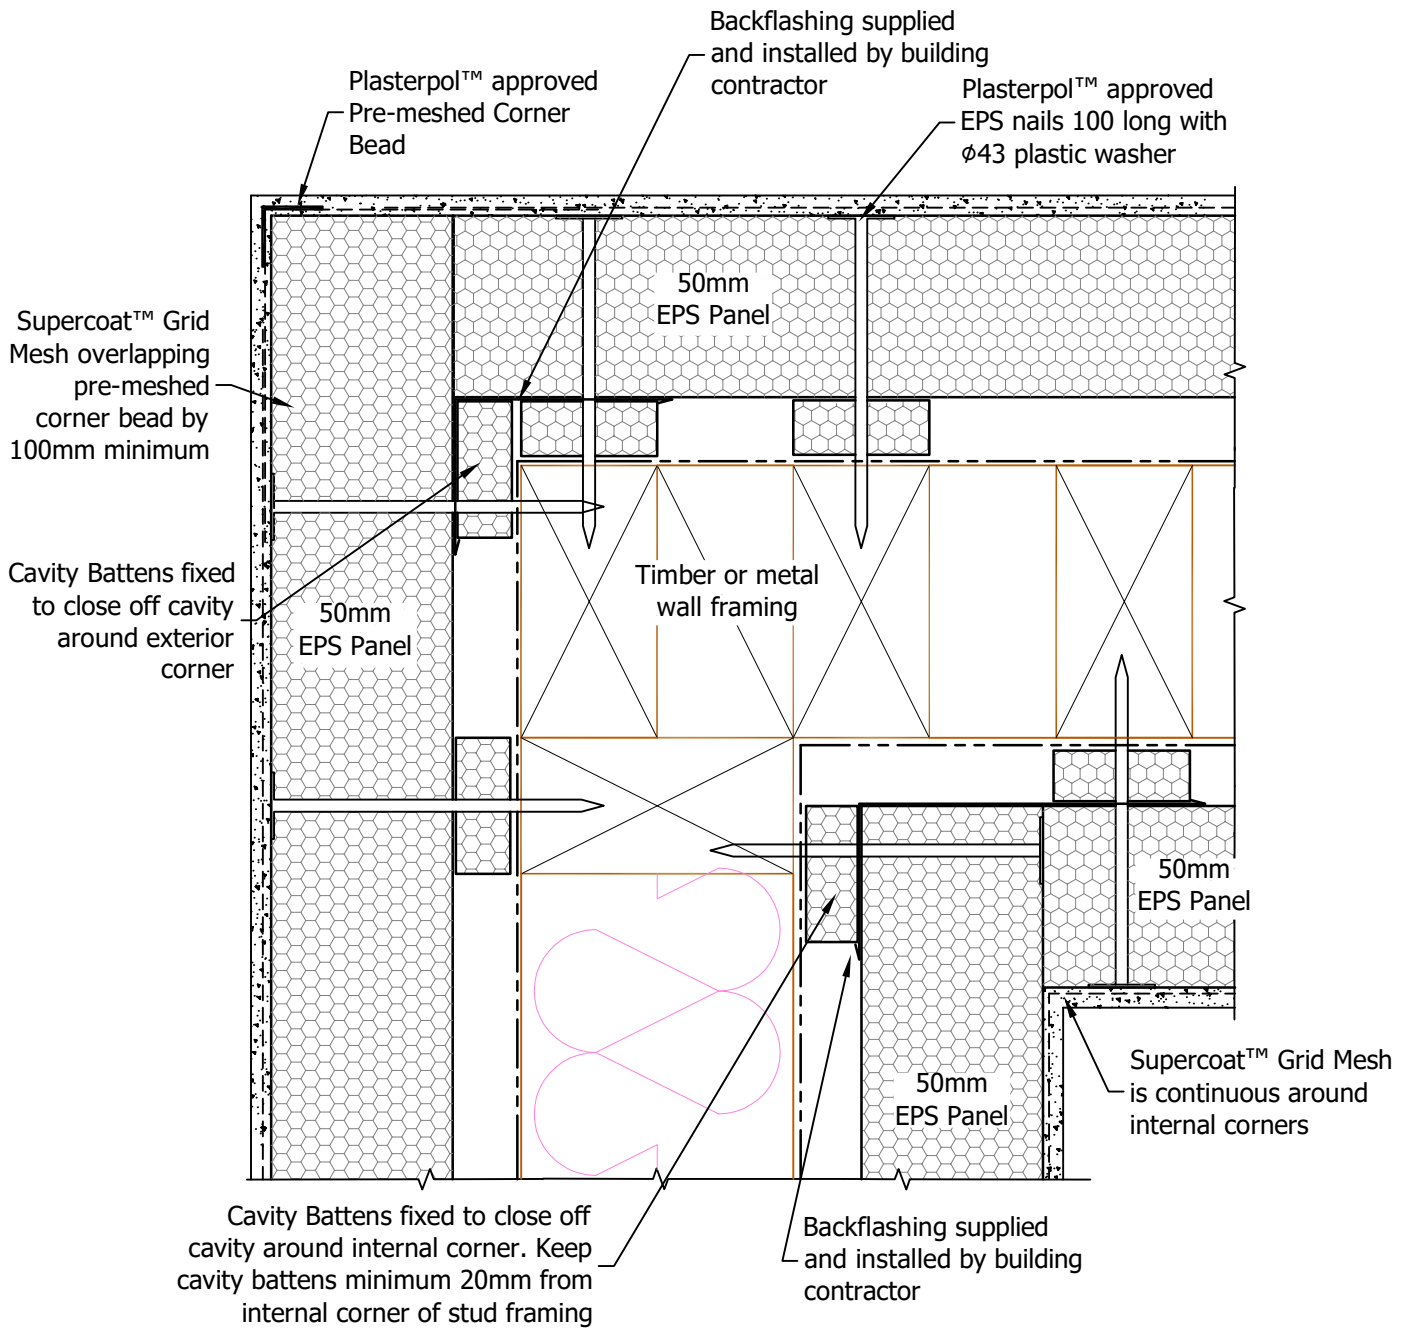 Backflashing supplied
and installed by building
contractor
Plasterpol™ approved
Pre-meshed Corner
Bead
Plasterpol™ approved
EPS nails 100 long with
ϕ43 plastic washer
50mm
EPS Panel
Supercoat™ Grid
Mesh overlapping
pre-meshed
corner bead by
100mm minimum
Cavity Battens fixed
to close off cavity
around exterior
corner
50mm
EPS Panel
Timber or metal
wall framing
50mm
EPS Panel
50mm
EPS Panel
Supercoat™ Grid Mesh
is continuous around
internal corners
Cavity Battens fixed to close off
cavity around internal corner. Keep
cavity battens minimum 20mm from
internal corner of stud framing
Backflashing supplied
and installed by building
contractor